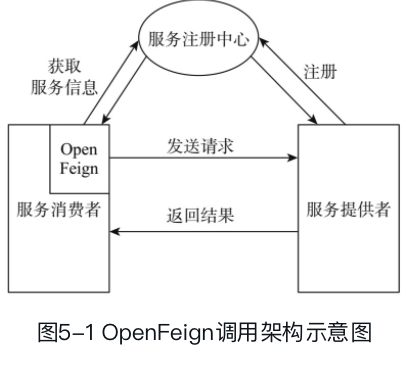 服务注册中心
获取
服务信息
注册
Open
Feign
发送请求
服务消费者
服务提供者
返回结果
图5-1 OpenFeign调用架构示意图